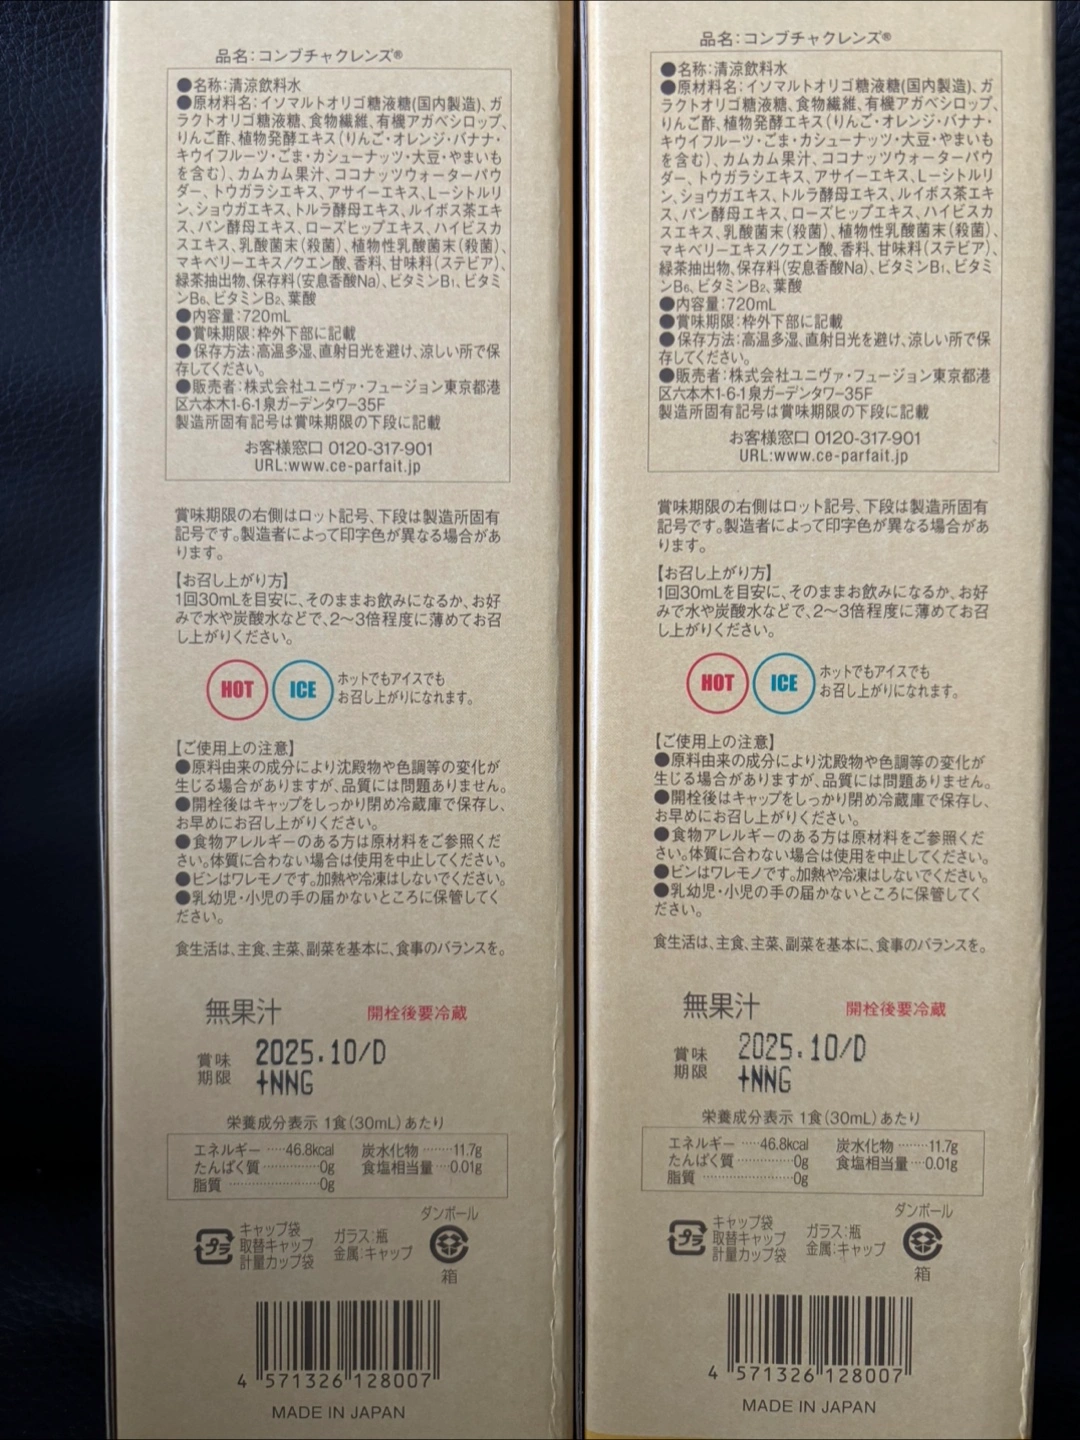 品名：コンブチャクレンズ®
●名称：清涼飲料水
●原材料名：イソマルトオリゴ糖液糖(国内製造)、ガ
ラクトオリゴ糖液糖、食物繊維、有機アガベシロップ、
りんご酢、植物発酵エキス（りんご・オレンジ・バナナ・
キウイフルーツ・ごま・カシューナッツ・大豆・やまいも
を含む）、カムカム果汁、ココナッツウォーターパウ
ダー、トウガラシエキス、アサイーエキス、L−シトルリ
ン、ショウガエキス、トルラ酵母エキス、ルイボス茶エキ
ス、パン酵母エキス、ローズヒップエキス、ハイビスカ
スエキス、乳酸菌末（殺菌）、植物性乳酸菌末（殺菌）、
マキベリーエキス／クエン酸、香料、甘味料（ステビア）、
緑茶抽出物、保存料（安息香酸Na）、ビタミンB1、ビタミ
ンB6、ビタミンB2、葉酸
●内容量：720mL
●賞味期限：枠外下部に記載
●保存方法：高温多湿、直射日光を避け、涼しい所で保
存してください。
●販売者：株式会社ユニヴァ・フュージョン東京都港
区六本木1-6-1泉ガーデンタワー35F
製造所固有記号は賞味期限の下段に記載
お客様窓口 0120-317-901
URL:www.ce-parfait.jp
賞味期限の右側はロット記号、下段は製造所固有
記号です。製造者によって印字色が異なる場合があ
ります。
【お召し上がり方】
1回30mLを目安に、そのままお飲みになるか、お好
みで水や炭酸水などで、2〜3倍程度に薄めてお召
し上がりください。
HOT ICE ホットでもアイスでも
お召し上がりになれます。
【ご使用上の注意】
●原料由来の成分により沈殿物や色調等の変化が
生じる場合がありますが、品質には問題ありません。
●開栓後はキャップをしっかり閉め冷蔵庫で保存し、
お早めにお召し上がりください。
●食物アレルギーのある方は原材料をご参照くだ
さい。体質に合わない場合は使用を中止してください。
●ビンはワレモノです。加熱や冷凍はしないでください。
●乳幼児・小児の手の届かないところに保管してく
ださい。
食生活は、主食、主菜、副菜を基本に、食事のバランスを。
無果汁 開栓後要冷蔵
賞味 2025.10/D
期限 +NNG
栄養成分表示 1食（30mL）あたり
エネルギー ……46.8kcal 炭水化物 ………11.7g
たんぱく質 ……………0g 食塩相当量 …0.01g
脂質 ……………………0g
ダンボール
プラ キャップ袋 ガラス：瓶
取替キャップ 金属：キャップ
計量カップ袋 箱
4 571326 128007
MADE IN JAPAN
品名：コンブチャクレンズ®
●名称：清涼飲料水
●原材料名：イソマルトオリゴ糖液糖(国内製造)、ガ
ラクトオリゴ糖液糖、食物繊維、有機アガベシロップ、
りんご酢、植物発酵エキス（りんご・オレンジ・バナナ・
キウイフルーツ・ごま・カシューナッツ・大豆・やまいも
を含む）、カムカム果汁、ココナッツウォーターパウ
ダー、トウガラシエキス、アサイーエキス、L−シトルリ
ン、ショウガエキス、トルラ酵母エキス、ルイボス茶エキ
ス、パン酵母エキス、ローズヒップエキス、ハイビスカ
スエキス、乳酸菌末（殺菌）、植物性乳酸菌末（殺菌）、
マキベリーエキス／クエン酸、香料、甘味料（ステビア）、
緑茶抽出物、保存料（安息香酸Na）、ビタミンB1、ビタミ
ンB6、ビタミンB2、葉酸
●内容量：720mL
●賞味期限：枠外下部に記載
●保存方法：高温多湿、直射日光を避け、涼しい所で保
存してください。
●販売者：株式会社ユニヴァ・フュージョン東京都港
区六本木1-6-1泉ガーデンタワー35F
製造所固有記号は賞味期限の下段に記載
お客様窓口 0120-317-901
URL:www.ce-parfait.jp
賞味期限の右側はロット記号、下段は製造所固有
記号です。製造者によって印字色が異なる場合があ
ります。
【お召し上がり方】
1回30mLを目安に、そのままお飲みになるか、お好
みで水や炭酸水などで、2〜3倍程度に薄めてお召
し上がりください。
HOT ICE ホットでもアイスでも
お召し上がりになれます。
【ご使用上の注意】
●原料由来の成分により沈殿物や色調等の変化が
生じる場合がありますが、品質には問題ありません。
●開栓後はキャップをしっかり閉め冷蔵庫で保存し、
お早めにお召し上がりください。
●食物アレルギーのある方は原材料をご参照くだ
さい。体質に合わない場合は使用を中止してください。
●ビンはワレモノです。加熱や冷凍はしないでください。
●乳幼児・小児の手の届かないところに保管してく
ださい。
食生活は、主食、主菜、副菜を基本に、食事のバランスを。
無果汁 開栓後要冷蔵
賞味 2025.10/D
期限 +NNG
栄養成分表示 1食（30mL）あたり
エネルギー ……46.8kcal 炭水化物 ………11.7g
たんぱく質 ……………0g 食塩相当量 …0.01g
脂質 ……………………0g
ダンボール
プラ キャップ袋 ガラス：瓶
取替キャップ 金属：キャップ
計量カップ袋 箱
4 571326 128007
MADE IN JAPAN